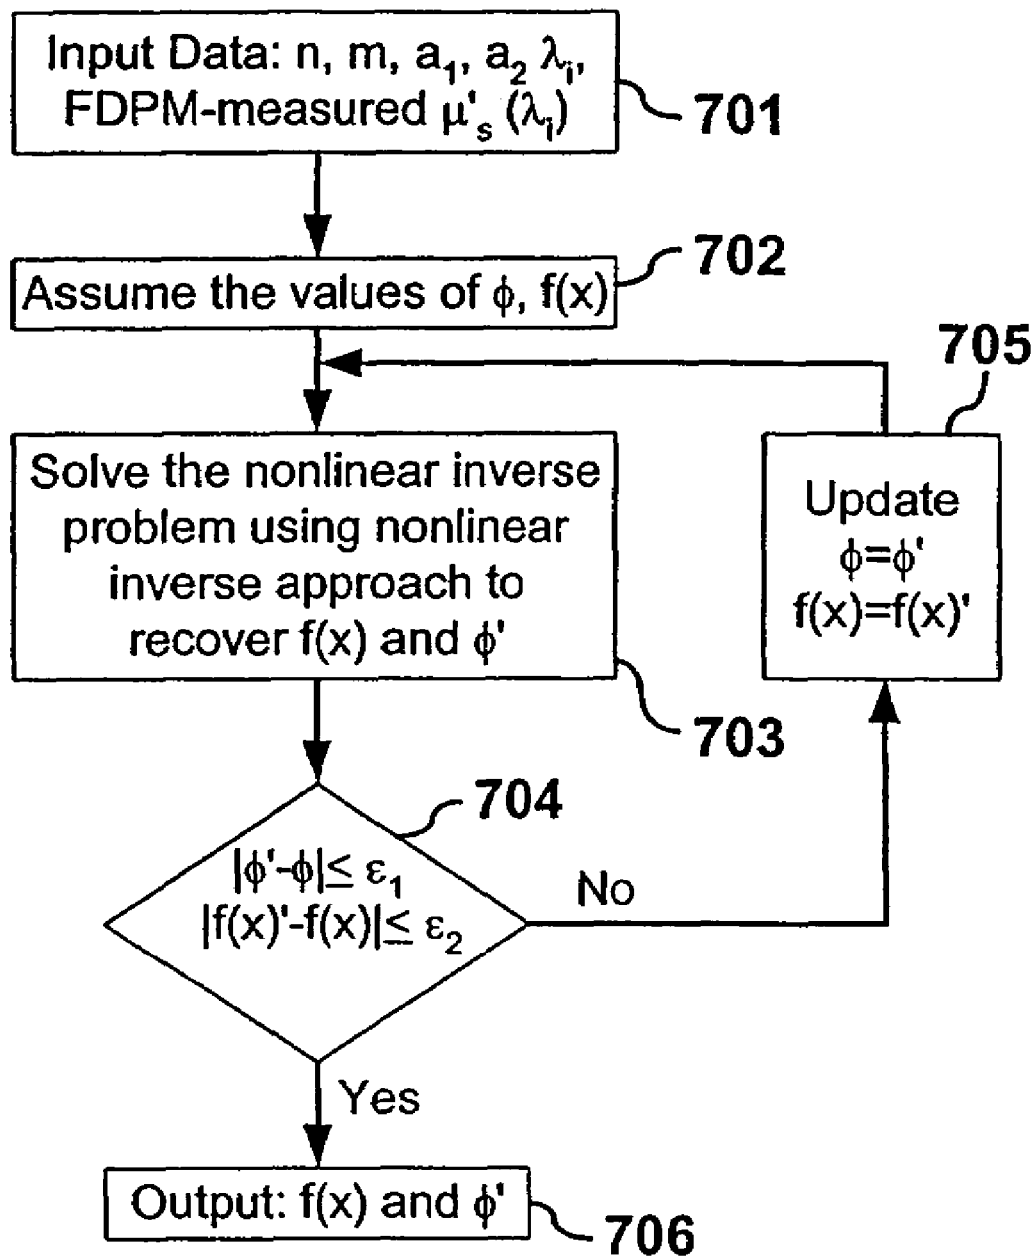 Input Data: n, m, a₁, a₂ λᵢ,
FDPM-measured μ'ₛ (λᵢ)
701
702
Assume the values of ϕ, f(x)
705
Solve the nonlinear inverse
problem using nonlinear
inverse approach to
recover f(x) and ϕ'
Update
ϕ=ϕ'
f(x)=f(x)'
703
704
|ϕ'-ϕ|≤ ε₁
|f(x)'-f(x)|≤ ε₂
No
Yes
Output: f(x) and ϕ'
706